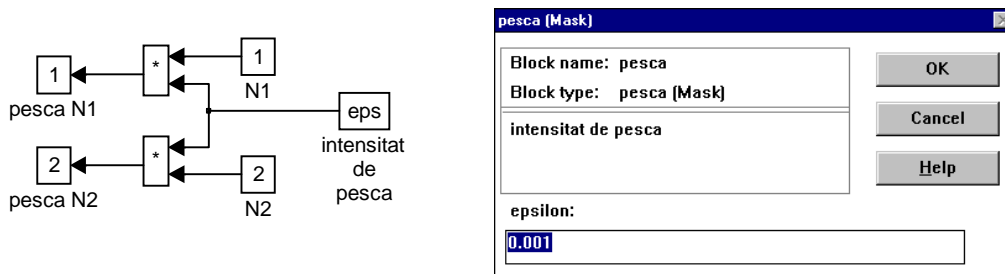 1
pesca N1
*
1
N1
eps
intensitat
de
pesca
2
pesca N2
*
2
N2
pesca (Mask)
Block name: pesca
Block type: pesca (Mask)
intensitat de pesca
OK
Cancel
Help
epsilon:
0.001